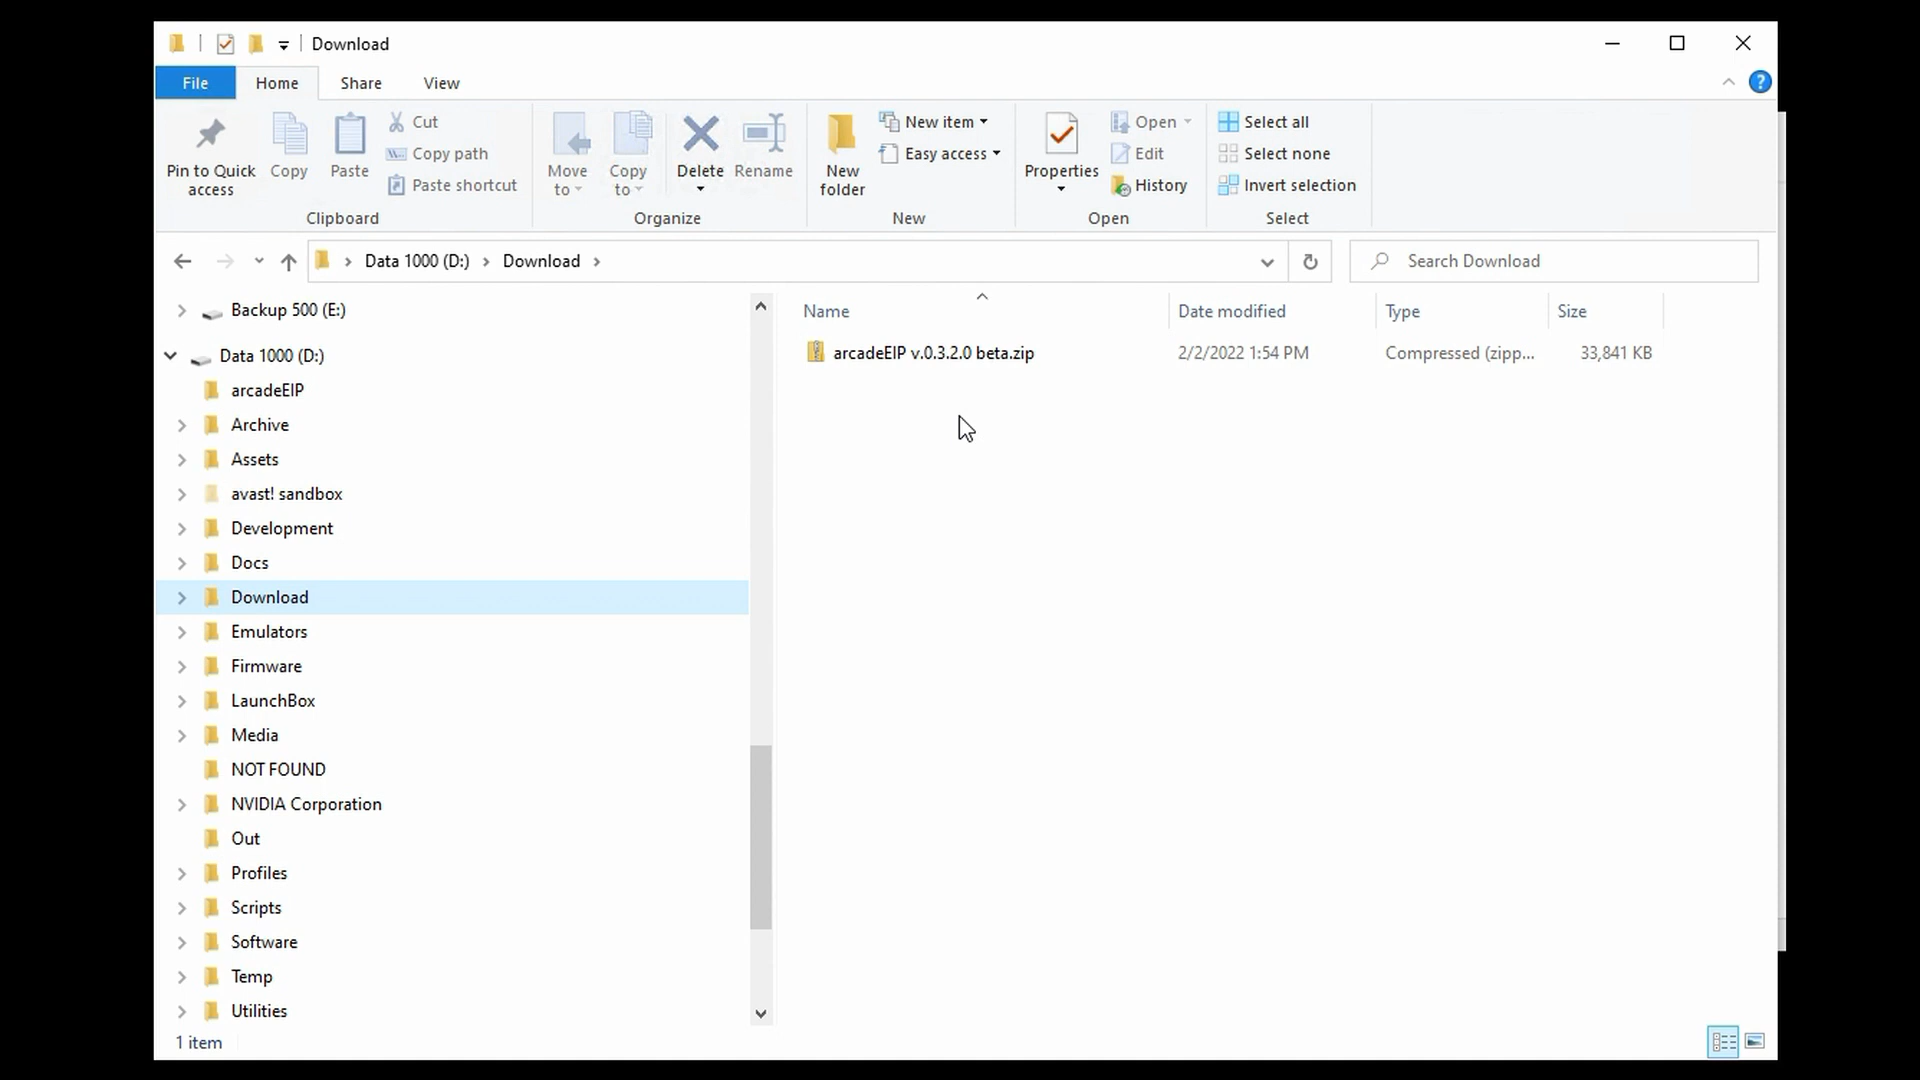 Download
File Home Share View
Pin to Quick access
Copy
Paste
Cut
Copy path
Paste shortcut
Clipboard
Move to
Copy to
Delete
Rename
Organize
New folder
New item
Easy access
New
Properties
Open
Edit
History
Open
Select all
Select none
Invert selection
Select
Data 1000 (D:) Download
Search Download
Backup 500 (E:)
Data 1000 (D:)
arcadeEIP
Archive
Assets
avast! sandbox
Development
Docs
Download
Emulators
Firmware
LaunchBox
Media
NOT FOUND
NVIDIA Corporation
Out
Profiles
Scripts
Software
Temp
Utilities
Name Date modified Type Size
arcadeEIP v.0.3.2.0 beta.zip 2/2/2022 1:54 PM Compressed (zipp... 33,841 KB
1 item